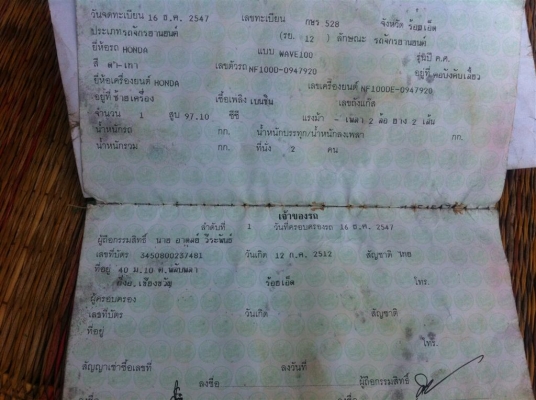 วันจดทะเบียน 16 ธ.ค. 2547 เลขทะเบียน กษว 528 จังหวัด ร้อยเอ็ด
ประเภทรถจักรยานยนต์ (รย. 12 ) ลักษณะ รถจักรยานยนต์
ยี่ห้อรถ HONDA แบบ WAVE100 รุ่นปี ค.ศ.
สี ฟ้า-เทา เลขตัวรถ NF100D-0947920 อยู่ที่ คอบังคับเลี้ยว
ยี่ห้อเครื่องยนต์ HONDA เลขเครื่องยนต์ NF100DE-0947920
อยู่ที่ ซ้ายเครื่อง เชื้อเพลิง เบนซิน เลขถังแก๊ส
จำนวน 1 สูบ 97.10 ซีซี แรงม้า - เพลา 2 ล้อ ยาง 2 เส้น
น้ำหนักรถ กก. น้ำหนักบรรทุก/น้ำหนักลงเพลา กก.
น้ำหนักรวม กก. ที่นั่ง 2 คน
เจ้าของรถ
ลำดับที่ 1 วันที่ครอบครองรถ 16 ธ.ค. 2547
ผู้ถือกรรมสิทธิ์ นาย
เลขที่บัตร 3450800237481 วันเกิด 12 ก.ค. 2512 สัญชาติ ไทย
ที่อยู่ 40 ม.10 ต.พลับพลา
อ.เชียงขวัญ ร้อยเอ็ด โทร.
ผู้ครอบครอง
เลขที่บัตร วันเกิด สัญชาติ
ที่อยู่
โทร.
สัญญาเช่าซื้อเลขที่ ลงวันที่
ลงชื่อ ผู้ถือกรรมสิทธิ์